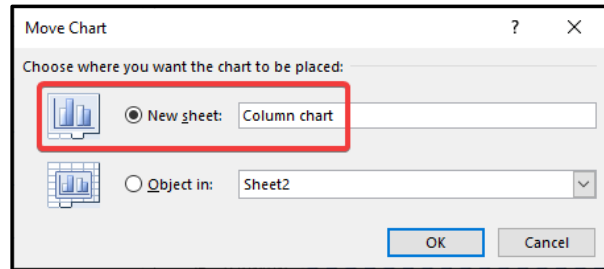 Move Chart ? ×
Choose where you want the chart to be placed:
New sheet: Column chart
Object in: Sheet2
OK Cancel